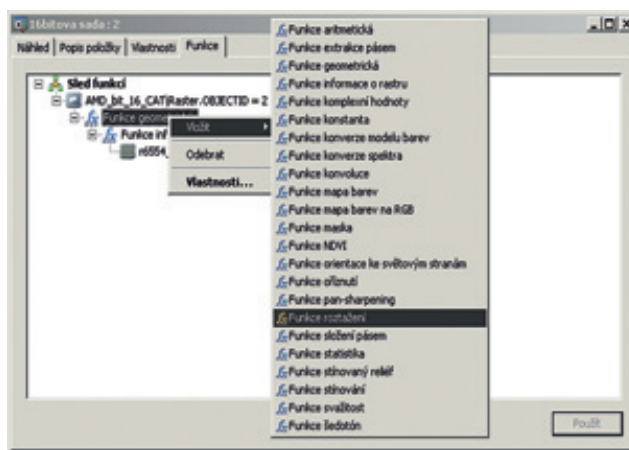 16bitova sada : 2
Náhled
Popis položky
Vlastnosti
Funkce
Sled funkcí
AMD_bit_16_CAT\Raster.OBJECTID = 2
Funkce geome
Funkce inf
r6554_
Vložit
Odebrat
Vlastnosti...
Funkce aritmetická
Funkce extrakce pásem
Funkce geometrická
Funkce informace o rastru
Funkce komplexní hodnoty
Funkce konstanta
Funkce konverze modelu barev
Funkce konverze spektra
Funkce konvoluce
Funkce mapa barev
Funkce mapa barev na RGB
Funkce maska
Funkce NDVI
Funkce orientace ke světovým stranám
Funkce oříznutí
Funkce pan-sharpening
Funkce roztažení
Funkce složení pásem
Funkce statistika
Funkce stínovaný reliéf
Funkce stínování
Funkce svažitost
Funkce šedotón
Použít